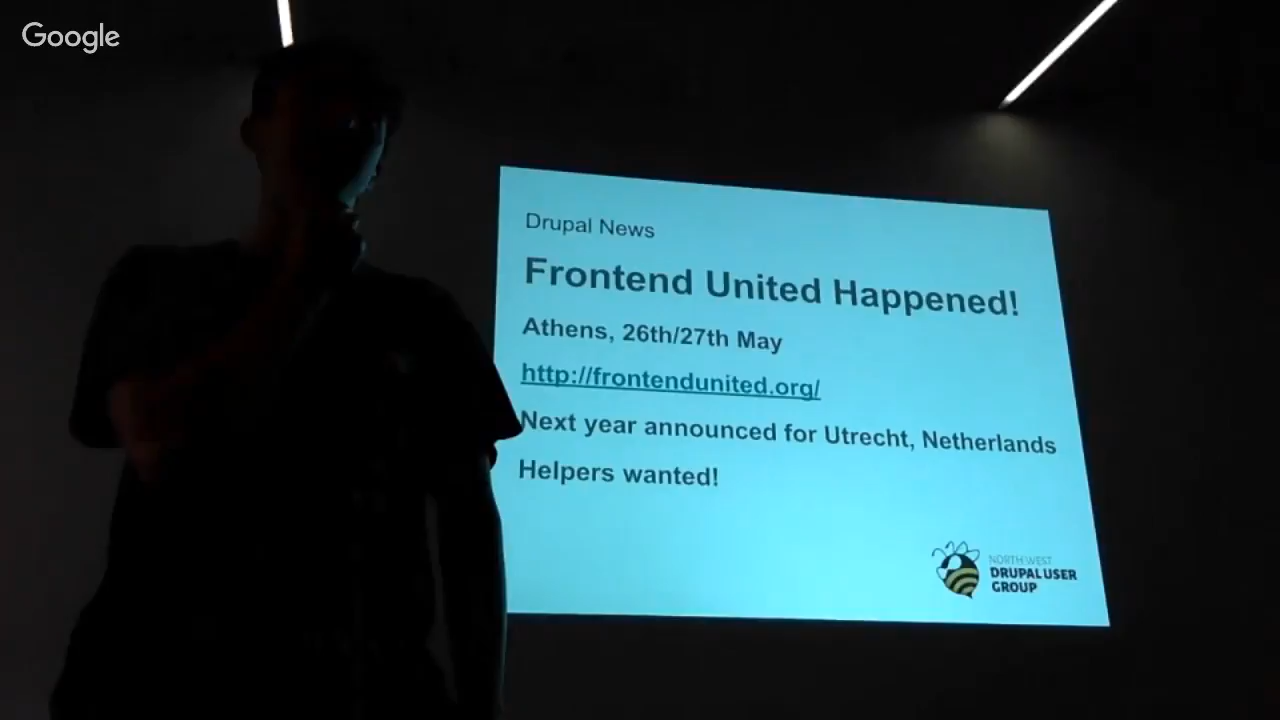 Google
Drupal News
Frontend United Happened!
Athens, 26th/27th May
http://frontendunited.org/
Next year announced for Utrecht, Netherlands
Helpers wanted!
NORTH WEST
DRUPAL USER
GROUP